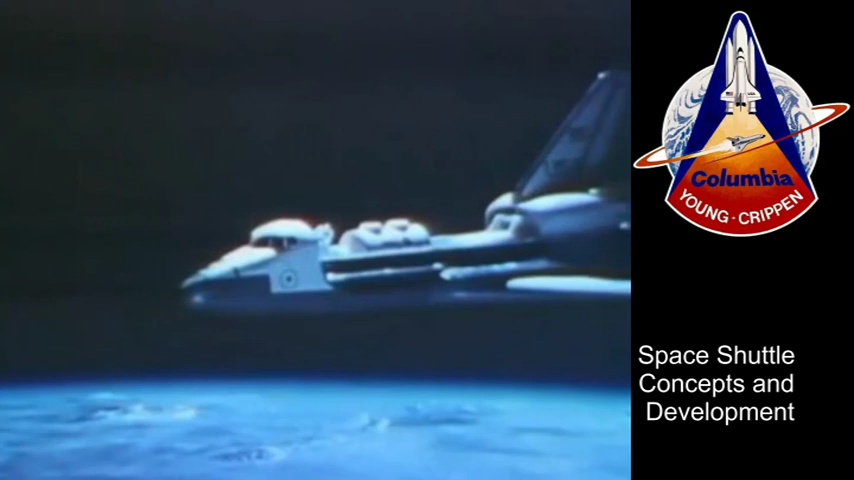 Columbia
YOUNG · CRIPPEN
Space Shuttle
Concepts and
Development